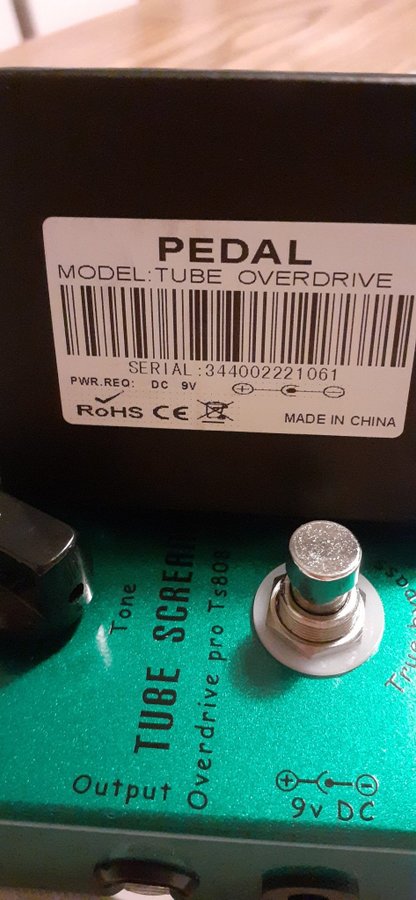 PEDAL
MODEL:TUBE OVERDRIVE
SERIAL:344002221061
PWR.REQ: DC 9V
RoHS CE
MADE IN CHINA
Tone
TUBE
Overdrive pro Ts808
Output
9v DC